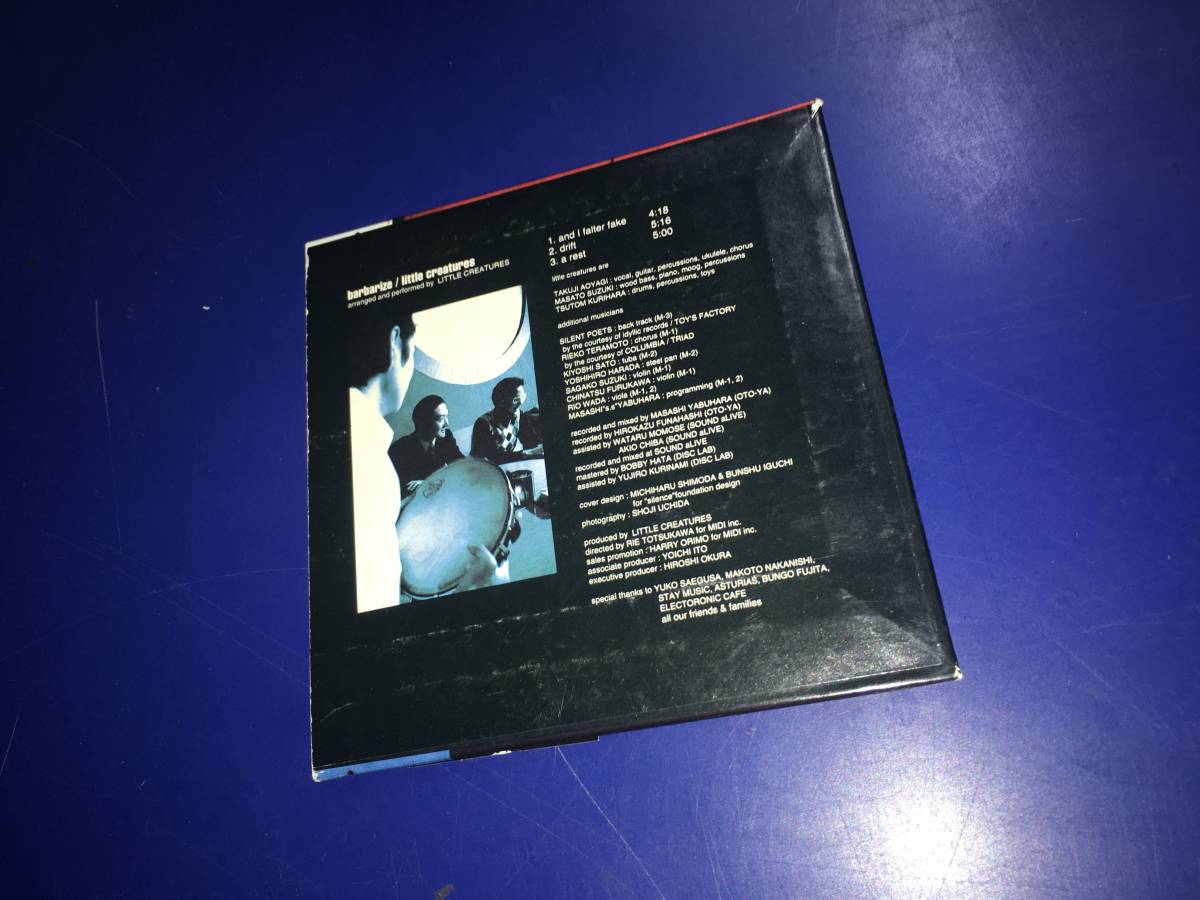 barbarize / little creatures
arranged and performed by LITTLE CREATURES
1. and I falter fake 4:18
2. drift 5:16
3. a rest 5:00
little creatures are
TAKUJI AOYAGI : vocal, guitar, percussions, ukulele, chorus
MASATO SUZUKI : wood bass, piano, moog, percussions
TSUTOM KURIHARA : drums, percussions, toys
additional musicians
SILENT POETS : back track (M-3)
by the courtesy of idyllic records / TOY'S FACTORY
RIEKO TERAMOTO : chorus (M-1)
by the courtesy of COLUMBIA / TRIAD
KIYOSHI SATO : tuba (M-2)
YOSHIHIRO HARADA : steel pan (M-2)
SAGAKO SUZUKI : violin (M-1)
CHINATSU FURUKAWA : violin (M-1)
RIO WADA : viola (M-1, 2)
MASASHI"s.s"YABUHARA : programming (M-1, 2)
recorded and mixed by MASASHI YABUHARA (OTO-YA)
recorded by HIROKAZU FUNAHASHI (OTO-YA)
assisted by WATARU MOMOSE (SOUND aLIVE)
AKIO CHIBA (SOUND aLIVE)
recorded and mixed at SOUND aLIVE
mastered by BOBBY HATA (DISC LAB)
assisted by YUJIRO KURINAMI (DISC LAB)
cover design : MICHIHARU SHIMODA & BUNSHU IGUCHI
for "silence"foundation design
photography : SHOJI UCHIDA
produced by LITTLE CREATURES
directed by RIE TOTSUKAWA for MIDI inc.
sales promotion : HARRY ORIMO for MIDI inc.
associate producer : YOICHI ITO
executive producer : HIROSHI OKURA
special thanks to YUKO SAEGUSA, MAKOTO NAKANISHI,
STAY MUSIC, ASTURIAS, BUNGO FUJITA,
ELECTORONIC CAFE
all our friends & families